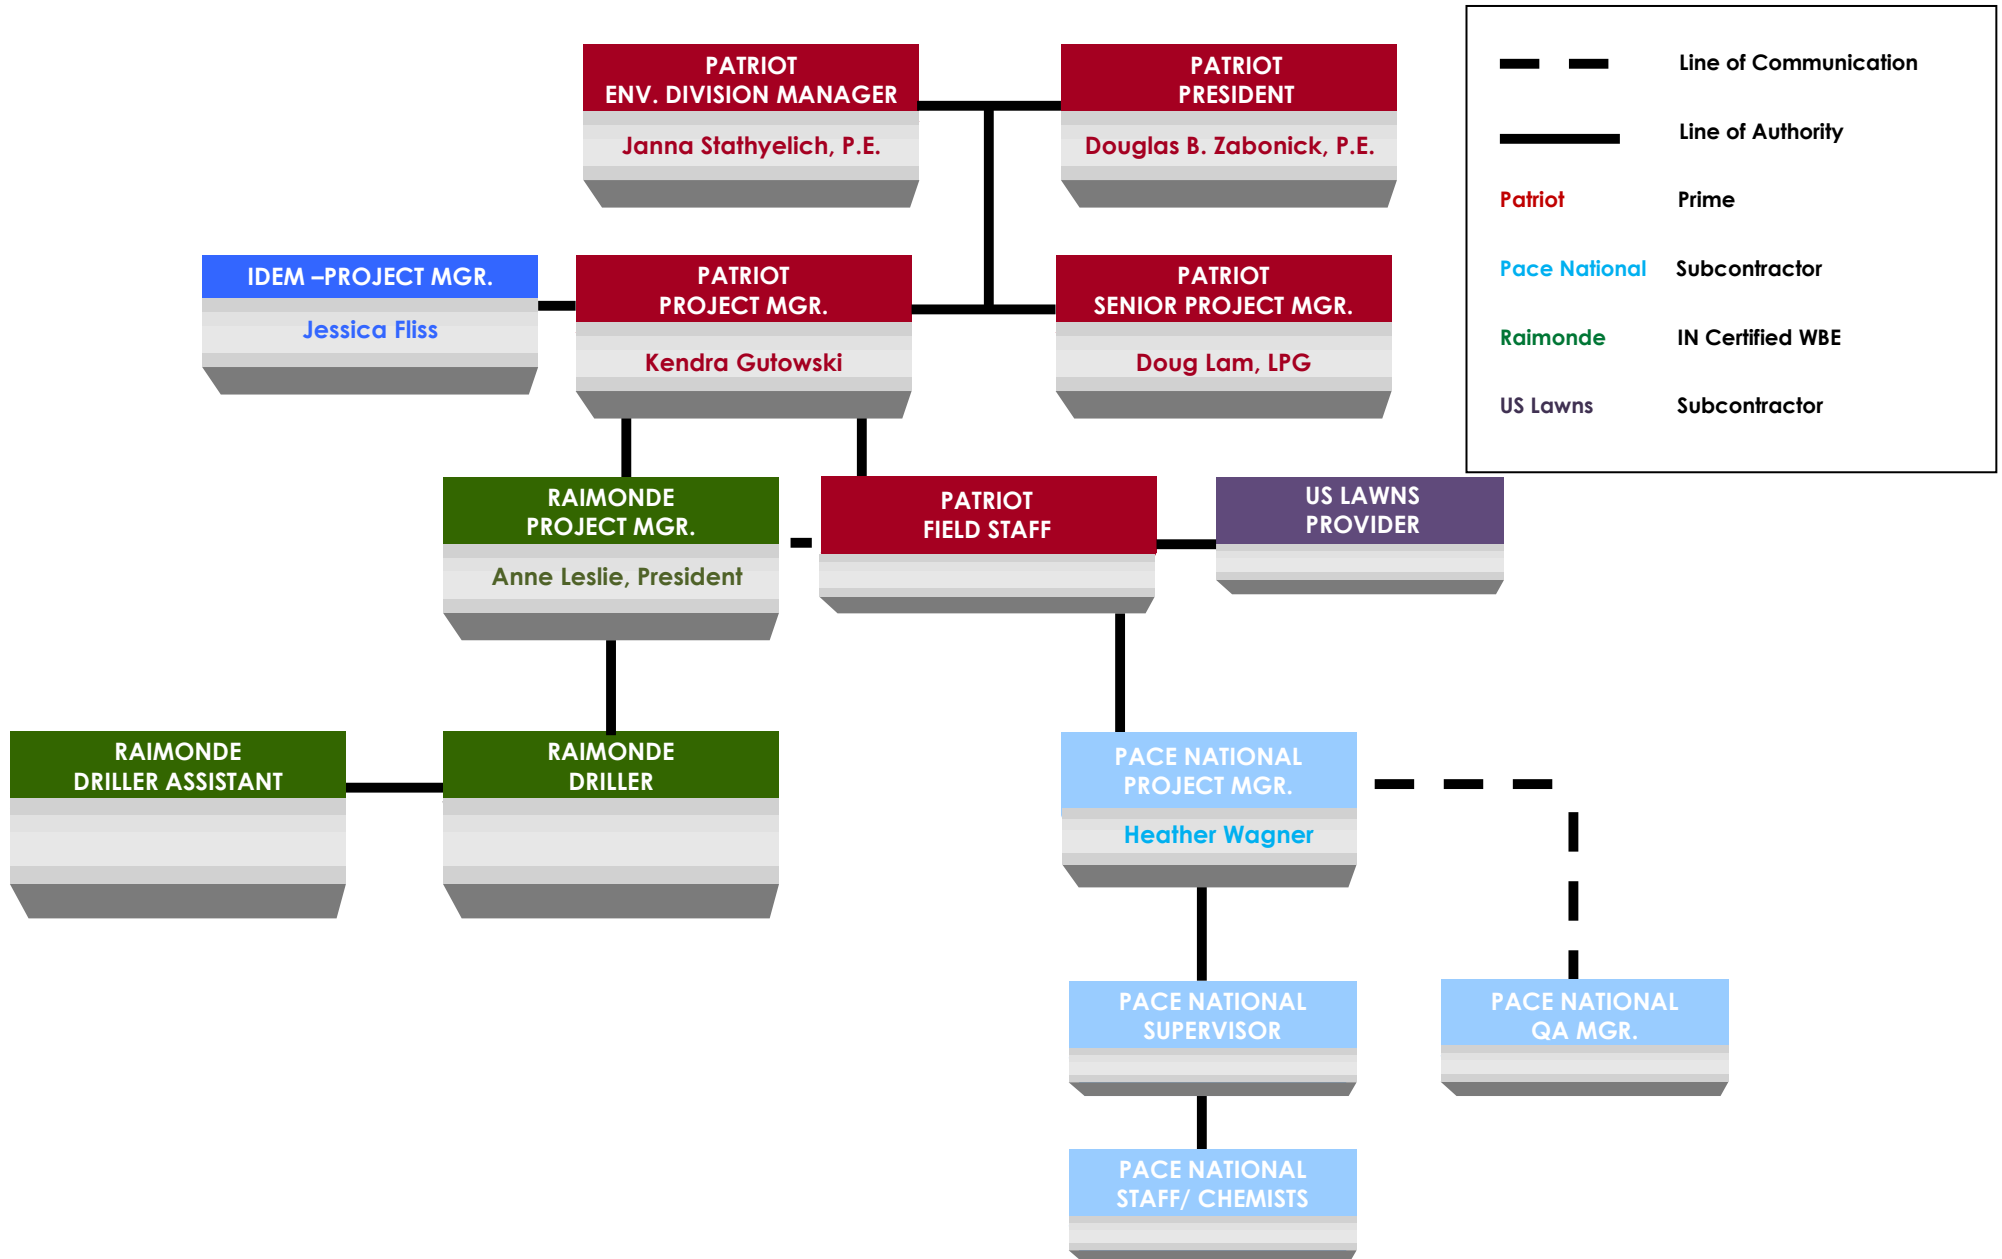 PATRIOT
ENV. DIVISION MANAGER
Janna Stathyelich, P.E.
PATRIOT
PRESIDENT
Douglas B. Zabonick, P.E.
Line of Communication
Line of Authority
Patriot Prime
Pace National Subcontractor
Raimonde IN Certified WBE
US Lawns Subcontractor
IDEM –PROJECT MGR.
Jessica Fliss
PATRIOT
PROJECT MGR.
Kendra Gutowski
PATRIOT
SENIOR PROJECT MGR.
Doug Lam, LPG
RAIMONDE
PROJECT MGR.
Anne Leslie, President
PATRIOT
FIELD STAFF
US LAWNS
PROVIDER
RAIMONDE
DRILLER ASSISTANT
RAIMONDE
DRILLER
PACE NATIONAL
PROJECT MGR.
Heather Wagner
PACE NATIONAL
SUPERVISOR
PACE NATIONAL
QA MGR.
PACE NATIONAL
STAFF/ CHEMISTS